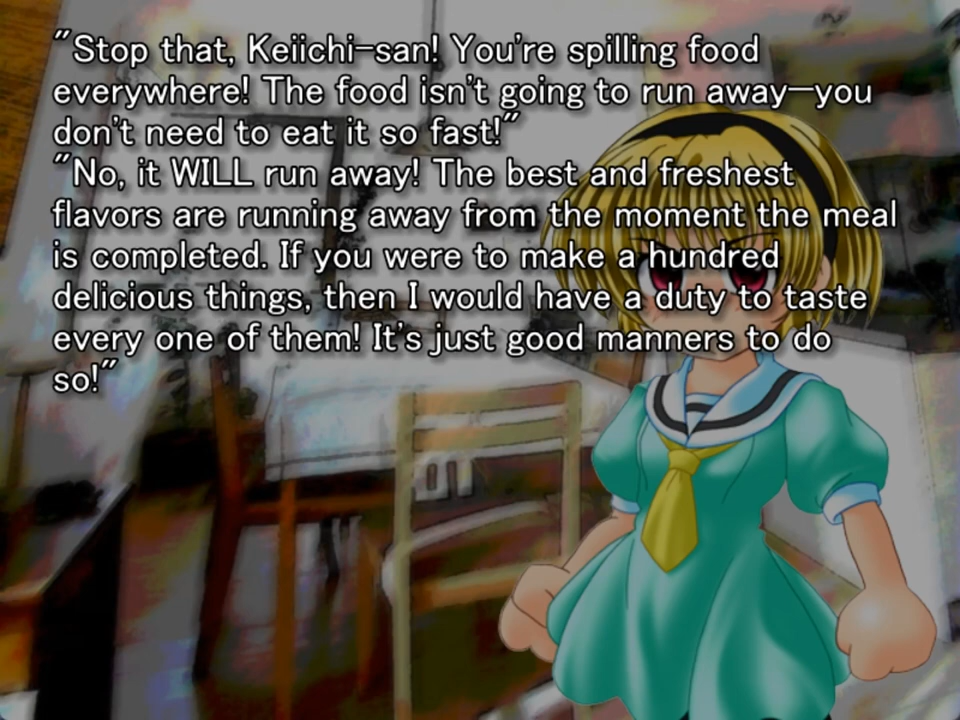 "Stop that, Keiichi-san! You're spilling food
everywhere! The food isn't going to run away—you
don't need to eat it so fast!"
"No, it WILL run away! The best and freshest
flavors are running away from the moment the meal
is completed. If you were to make a hundred
delicious things, then I would have a duty to taste
every one of them! It's just good manners to do
so!"